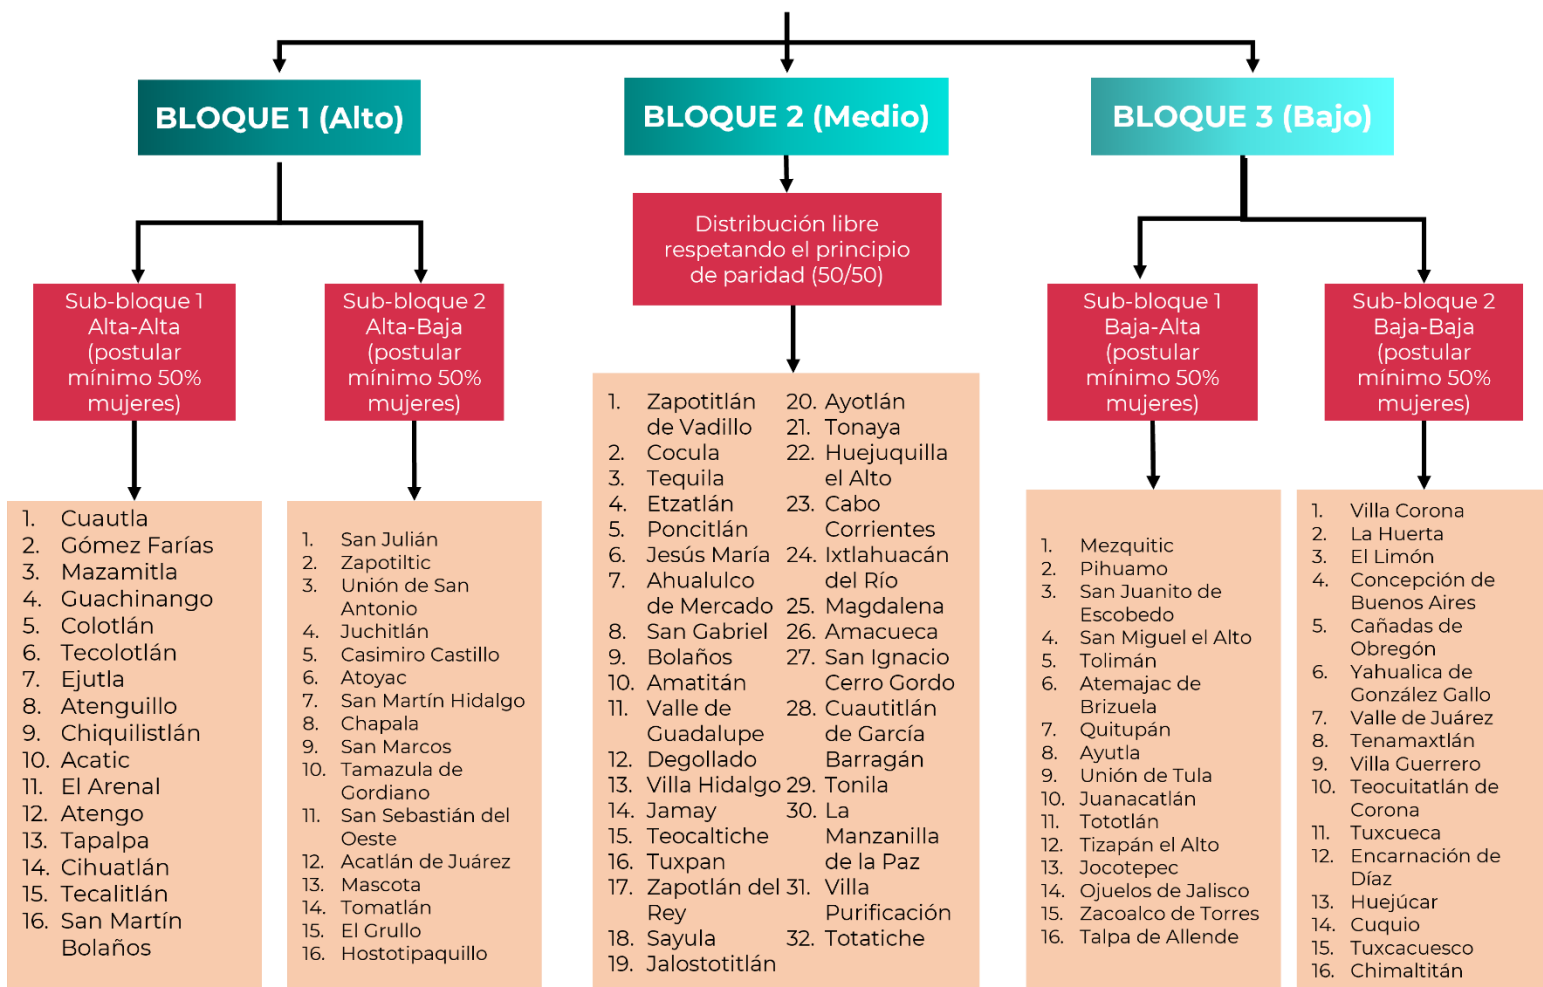 BLOQUE 1 (Alto)
Sub-bloque 1
Alta-Alta
(postular
mínimo 50%
mujeres)
1. Cuautla
2. Gómez Farías
3. Mazamitla
4. Guachinango
5. Colotlán
6. Tecolotlán
7. Ejutla
8. Atenguillo
9. Chiquilistlán
10. Acatic
11. El Arenal
12. Atengo
13. Tapalpa
14. Cihuatlán
15. Tecalitlán
16. San Martín
Bolaños
Sub-bloque 2
Alta-Baja
(postular
mínimo 50%
mujeres)
1. San Julián
2. Zapotiltic
3. Unión de San
Antonio
4. Juchitlán
5. Casimiro Castillo
6. Atoyac
7. San Martín Hidalgo
8. Chapala
9. San Marcos
10. Tamazula de
Gordiano
11. San Sebastián del
Oeste
12. Acatlán de Juárez
13. Mascota
14. Tomatlán
15. El Grullo
16. Hostotipaquillo
BLOQUE 2 (Medio)
Distribución libre
respetando el principio
de paridad (50/50)
1. Zapotitlán
de Vadillo
2. Cocula
3. Tequila
4. Etzatlán
5. Poncitlán
6. Jesús María
7. Ahualulco
de Mercado
8. San Gabriel
9. Bolaños
10. Amatitán
11. Valle de
Guadalupe
12. Degollado
13. Villa Hidalgo
14. Jamay
15. Teocaltiche
16. Tuxpan
17. Zapotlán del
Rey
18. Sayula
19. Jalostotitlán
20. Ayotlán
21. Tonaya
22. Huejuquilla
el Alto
23. Cabo
Corrientes
24. Ixtlahuacán
del Río
25. Magdalena
26. Amacueca
27. San Ignacio
Cerro Gordo
28. Cuautitlán
de García
Barragán
29. Tonila
30. La
Manzanilla
de la Paz
31. Villa
Purificación
32. Totatiche
BLOQUE 3 (Bajo)
Sub-bloque 1
Baja-Alta
(postular
mínimo 50%
mujeres)
1. Mezquitic
2. Pihuamo
3. San Juanito de
Escobedo
4. San Miguel el Alto
5. Tolimán
6. Atemajac de
Brizuela
7. Quitupán
8. Ayutla
9. Unión de Tula
10. Juanacatlán
11. Tototlán
12. Tizapán el Alto
13. Jocotepec
14. Ojuelos de Jalisco
15. Zacoalco de Torres
16. Talpa de Allende
Sub-bloque 2
Baja-Baja
(postular
mínimo 50%
mujeres)
1. Villa Corona
2. La Huerta
3. El Limón
4. Concepción de
Buenos Aires
5. Cañadas de
Obregón
6. Yahualica de
González Gallo
7. Valle de Juárez
8. Tenamaxtlán
9. Villa Guerrero
10. Teocuitatlán de
Corona
11. Tuxcueca
12. Encarnación de
Díaz
13. Huejúcar
14. Cuquio
15. Tuxcacuesco
16. Chimaltitán